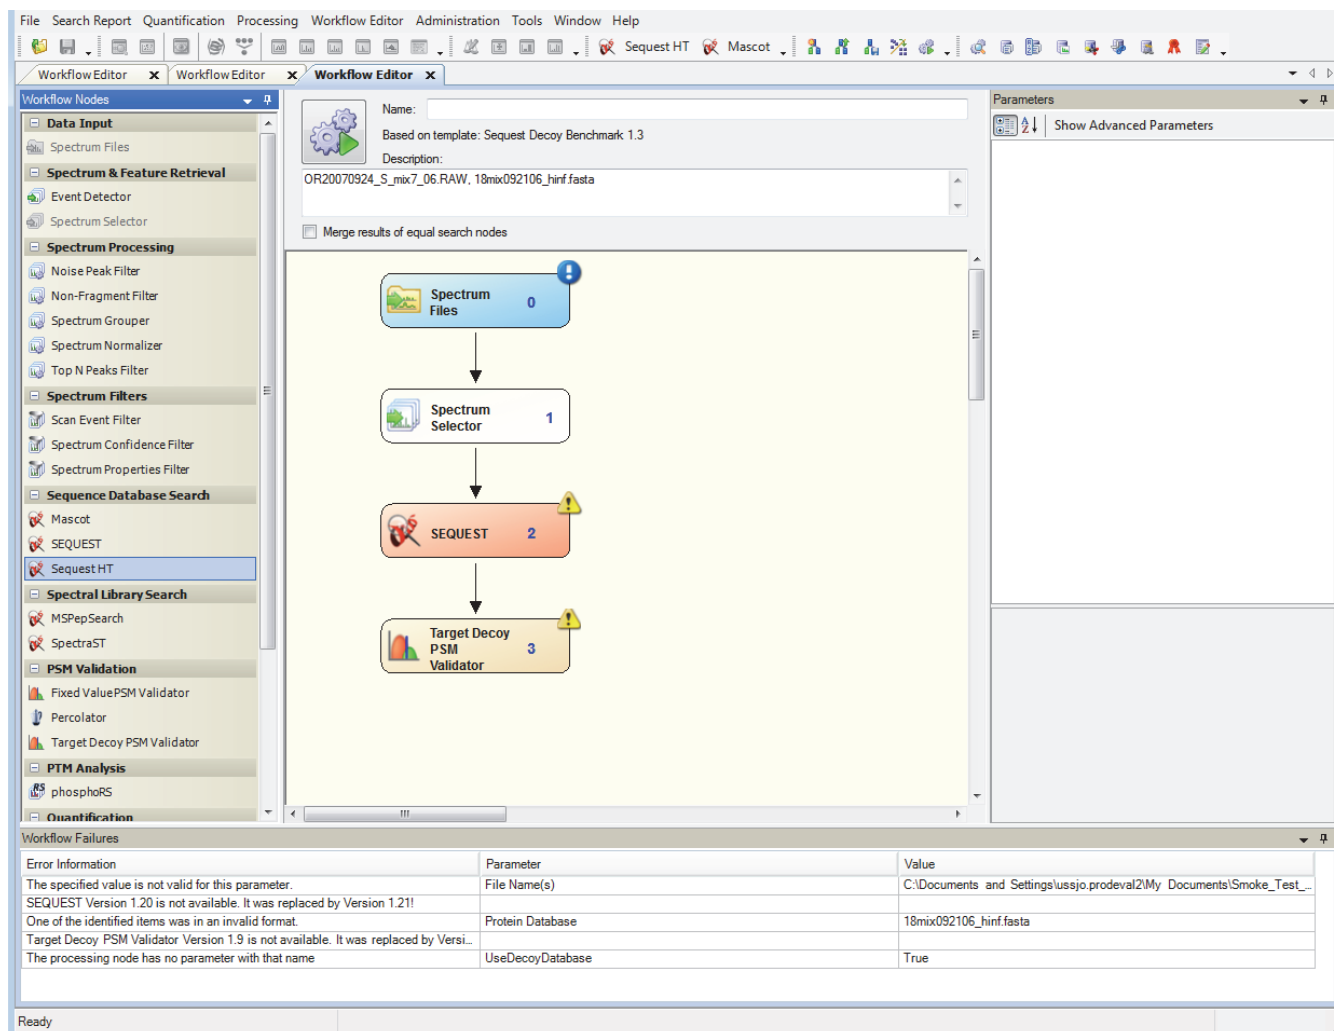 File Search Report Quantification Processing Workflow Editor Administration Tools Window Help
Sequest HT Mascot
Workflow Editor x Workflow Editor x Workflow Editor x
Workflow Nodes
Data Input
Spectrum Files
Spectrum & Feature Retrieval
Event Detector
Spectrum Selector
Spectrum Processing
Noise Peak Filter
Non-Fragment Filter
Spectrum Grouper
Spectrum Normalizer
Top N Peaks Filter
Spectrum Filters
Scan Event Filter
Spectrum Confidence Filter
Spectrum Properties Filter
Sequence Database Search
Mascot
SEQUEST
Sequest HT
Spectral Library Search
MSPepSearch
SpectraST
PSM Validation
Fixed Value PSM Validator
Percolator
Target Decoy PSM Validator
PTM Analysis
phosphoRS
Quantification
Name:
Based on template: Sequest Decoy Benchmark 1.3
Description:
OR20070924_S_mix7_06.RAW, 18mix092106_hinf.fasta
Merge results of equal search nodes
Spectrum
Files 0
Spectrum
Selector 1
SEQUEST 2
Target Decoy
PSM 3
Validator
Parameters
Show Advanced Parameters
Workflow Failures
Error Information Parameter Value
The specified value is not valid for this parameter. File Name(s) C:\Documents and Settings\ussjo.prodeval2\My Documents\Smoke_Test_...
SEQUEST Version 1.20 is not available. It was replaced by Version 1.21!
One of the identified items was in an invalid format. Protein Database 18mix092106_hinf.fasta
Target Decoy PSM Validator Version 1.9 is not available. It was replaced by Versi...
The processing node has no parameter with that name UseDecoyDatabase True
Ready